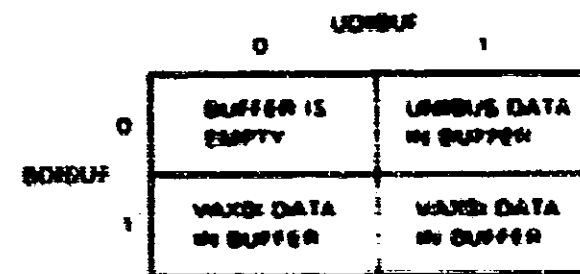 0 1
0
BUFFER IS
EMPTY
UNIBUS DATA
IN BUFFER
1
VAXBI DATA
IN BUFFER
VAXBI DATA
IN BUFFER